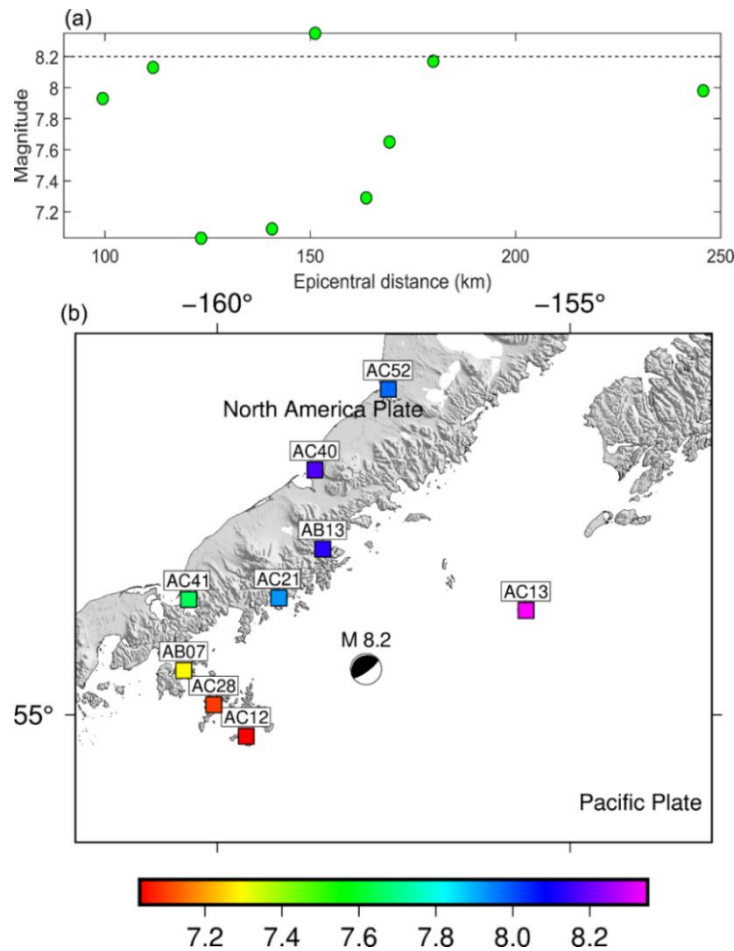 (a)
8.2
8
7.8
7.6
7.4
7.2
Magnitude
100
150
200
250
Epicentral distance (km)
(b)
−160°
−155°
AC52
North America Plate
AC40
AB13
AC41
AC21
AC13
M 8.2
AB07
AC28
AC12
55°
Pacific Plate
7.2 7.4 7.6 7.8 8.0 8.2